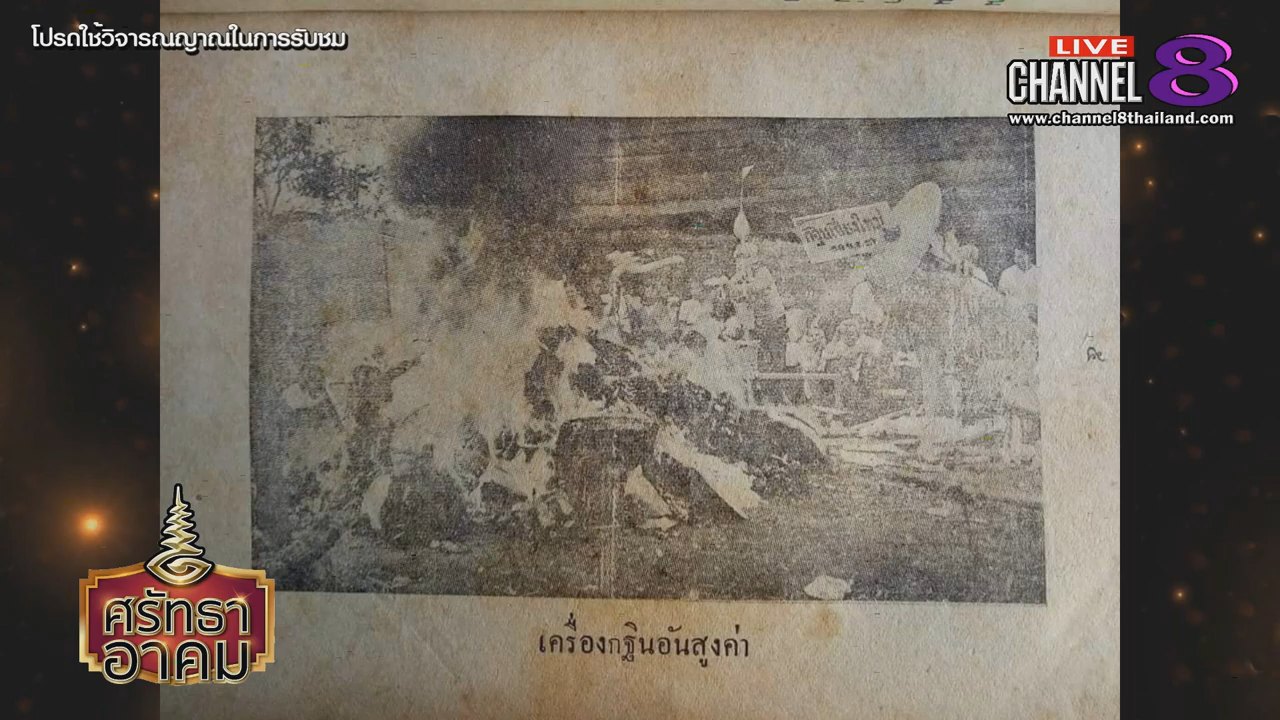 โปรดใช้วิจารณญาณในการรับชม
LIVE
CHANNEL 8
www.channel8thailand.com
ศรัทธา
อาคม
เครื่องกฐินอันสูงค่า